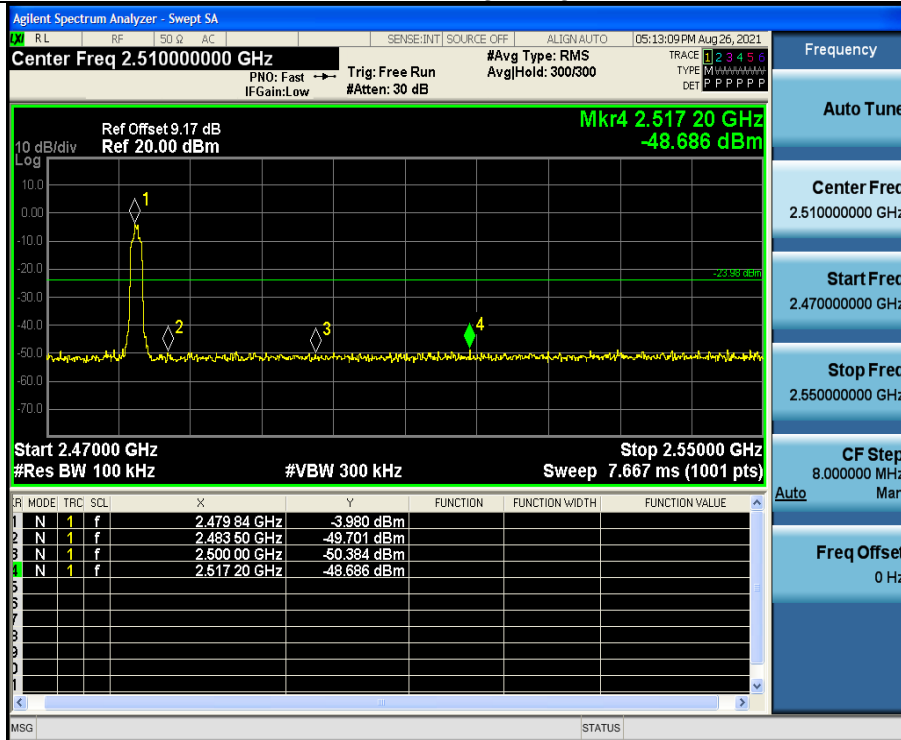 Agilent Spectrum Analyzer - Swept SA
LXI RL RF 50 Ω AC SENSE:INT SOURCE OFF ALIGN AUTO 05:13:09 PM Aug 26, 2021
Center Freq 2.510000000 GHz
#Avg Type: RMS
TRACE 1 2 3 4 5 6
PNO: Fast
Trig: Free Run
Avg|Hold: 300/300
TYPE M
IFGain:Low
#Atten: 30 dB
DET P P P P P P
Mkr4 2.517 20 GHz
-48.686 dBm
Ref Offset 9.17 dB
10 dB/div Ref 20.00 dBm
Log
10.0
0.00
-10.0
-20.0
-30.0
-40.0
-50.0
-60.0
-70.0
1
2
3
4
-23.98 dBm
Start 2.47000 GHz Stop 2.55000 GHz
#Res BW 100 kHz #VBW 300 kHz Sweep 7.667 ms (1001 pts)
MODE TRC SCL X Y FUNCTION FUNCTION WIDTH FUNCTION VALUE
1 N 1 f 2.479 84 GHz -3.980 dBm
2 N 1 f 2.483 50 GHz -49.701 dBm
3 N 1 f 2.500 00 GHz -50.384 dBm
4 N 1 f 2.517 20 GHz -48.686 dBm
5
6
7
8
9
MSG STATUS
Frequency
Auto Tune
Center Freq
2.510000000 GHz
Start Freq
2.470000000 GHz
Stop Freq
2.550000000 GHz
CF Step
8.000000 MHz
Auto Man
Freq Offset
0 Hz